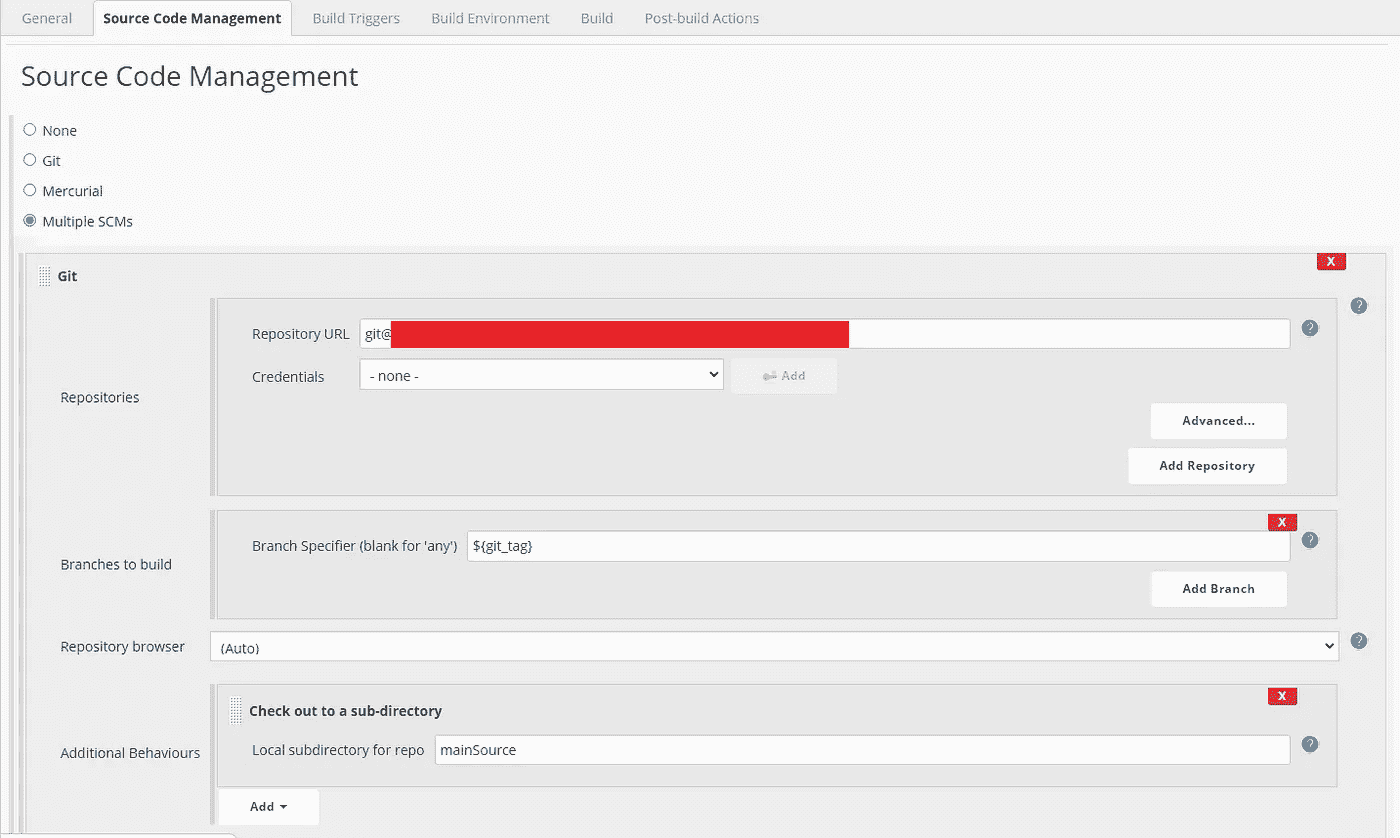 General Source Code Management Build Triggers Build Environment Build Post-build Actions
Source Code Management
None
Git
Mercurial
Multiple SCMs
X
Git
?
Repository URL git@ ?
Credentials - none - Add
Repositories
Advanced...
Add Repository
X
Branch Specifier (blank for 'any') ${git_tag} ?
Branches to build
Add Branch
Repository browser (Auto) ?
X
Check out to a sub-directory
Local subdirectory for repo mainSource ?
Additional Behaviours
Add